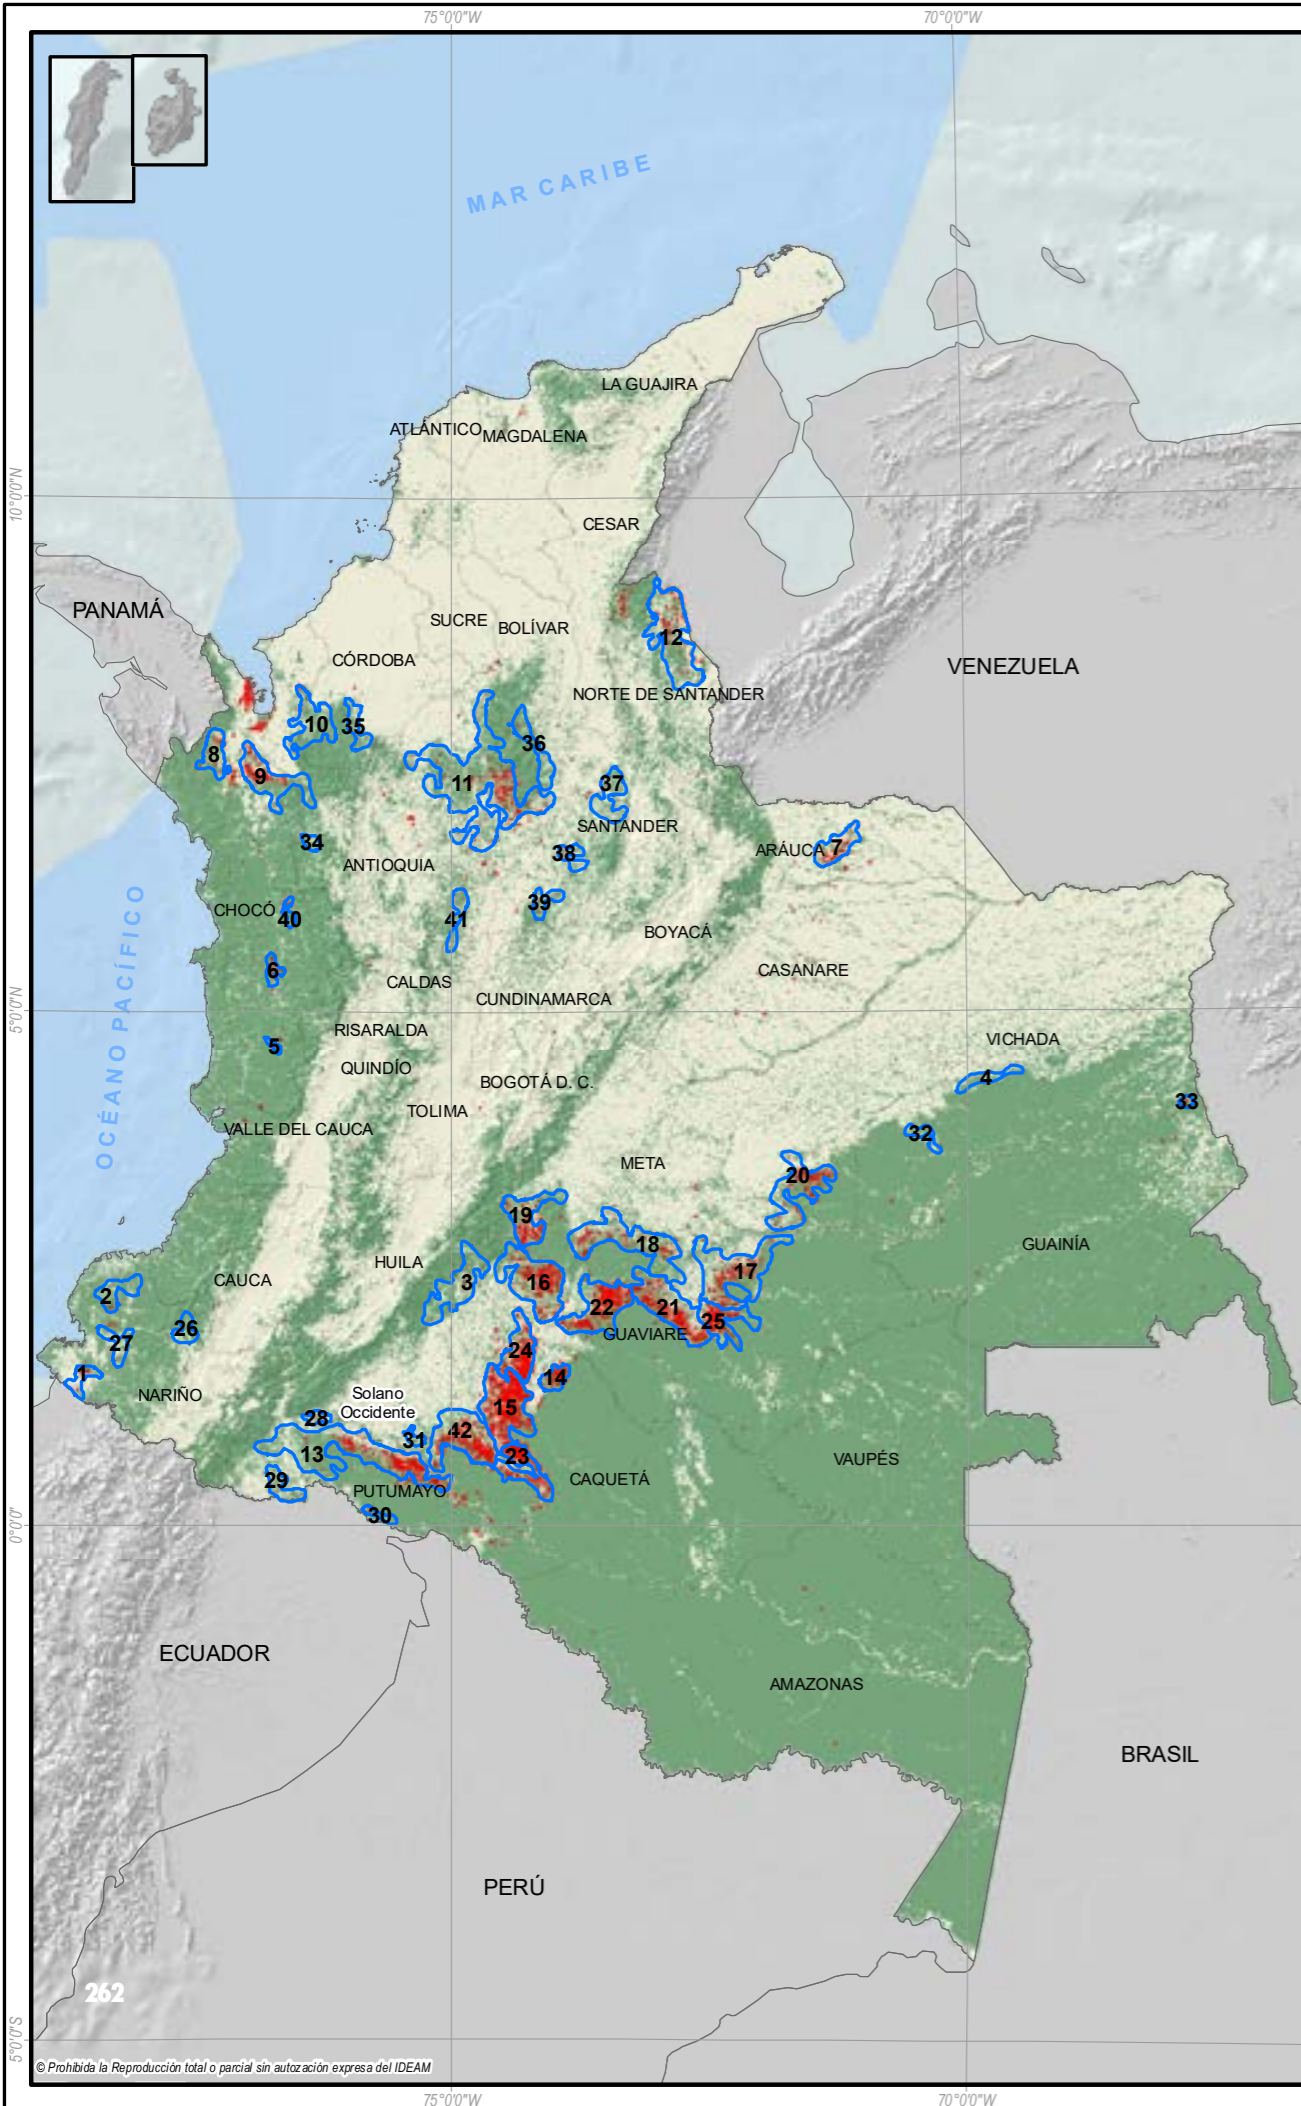 75°0'0"W
70°0'0"W
MAR CARIBE
LA GUAJIRA
ATLÁNTICO
MAGDALENA
10°0'0"N
CESAR
PANAMÁ
SUCRE
BOLÍVAR
12
CÓRDOBA
VENEZUELA
NORTE DE SANTANDER
10
35
8
36
9
11
37
SANTANDER
34
38
ARÁUCA
7
ANTIOQUIA
OCÉANO PACÍFICO
CHOCÓ
40
41
39
BOYACÁ
6
CALDAS
CASANARE
CUNDINAMARCA
5°0'0"N
RISARALDA
5
VICHADA
QUINDÍO
BOGOTÁ D. C.
4
TOLIMA
33
VALLE DEL CAUCA
32
META
20
19
18
GUAINÍA
HUILA
17
CAUCA
3
16
2
22
21
25
26
GUAVIARE
27
24
1
14
NARIÑO
Solano
Occidente
15
28
42
31
13
23
VAUPÉS
29
CAQUETÁ
PUTUMAYO
30
0°0'0"
ECUADOR
AMAZONAS
BRASIL
PERÚ
262
5°0'0"S
© Prohibida la Reproducción total o parcial sin autozación expresa del IDEAM
75°0'0"W
70°0'0"W